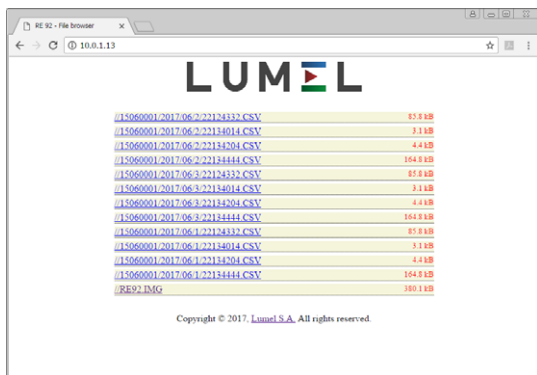 RE 92 - File browser
10.0.1.13
LUMEL
//15060001/2017/06/2/22124332.CSV 85.8 kB
//15060001/2017/06/2/22134014.CSV 3.1 kB
//15060001/2017/06/2/22134204.CSV 4.4 kB
//15060001/2017/06/2/22134444.CSV 164.8 kB
//15060001/2017/06/3/22124332.CSV 85.8 kB
//15060001/2017/06/3/22134014.CSV 3.1 kB
//15060001/2017/06/3/22134204.CSV 4.4 kB
//15060001/2017/06/3/22134444.CSV 164.8 kB
//15060001/2017/06/1/22124332.CSV 85.8 kB
//15060001/2017/06/1/22134014.CSV 3.1 kB
//15060001/2017/06/1/22134204.CSV 4.4 kB
//15060001/2017/06/1/22134444.CSV 164.8 kB
//RE92.IMG 380.1 kB
Copyright © 2017, Lumel S.A. All rights reserved.